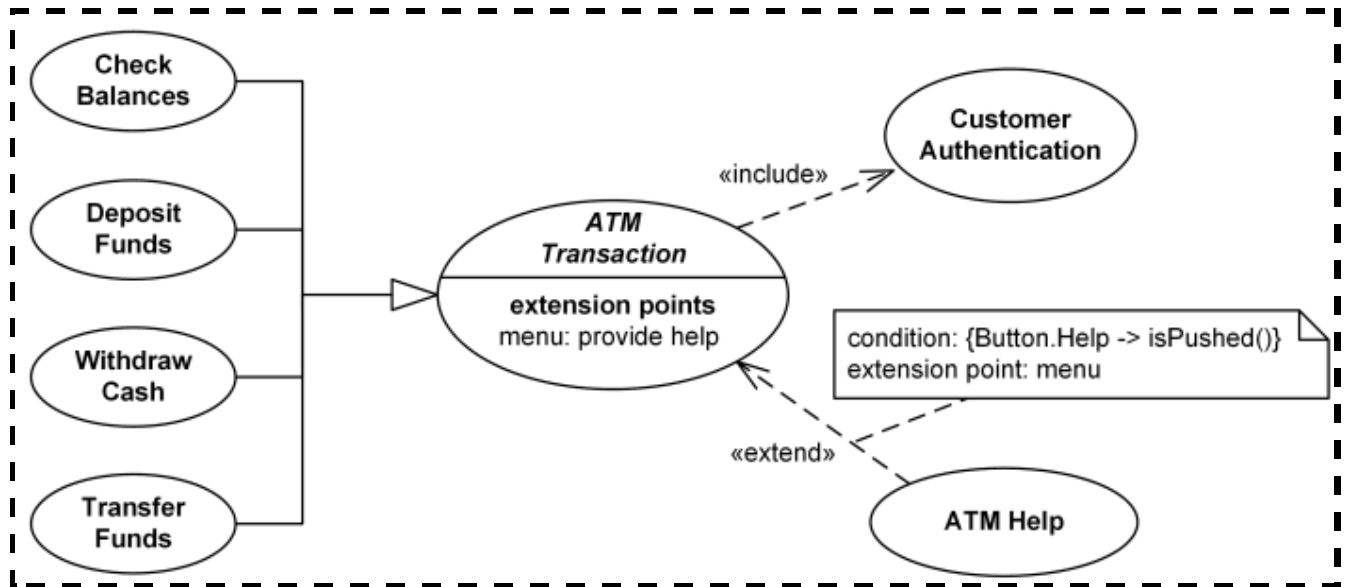 Check
Balances
Deposit
Funds
Withdraw
Cash
Transfer
Funds
ATM
Transaction
extension points
menu: provide help
«include»
Customer
Authentication
condition: {Button.Help -> isPushed()}
extension point: menu
«extend»
ATM Help